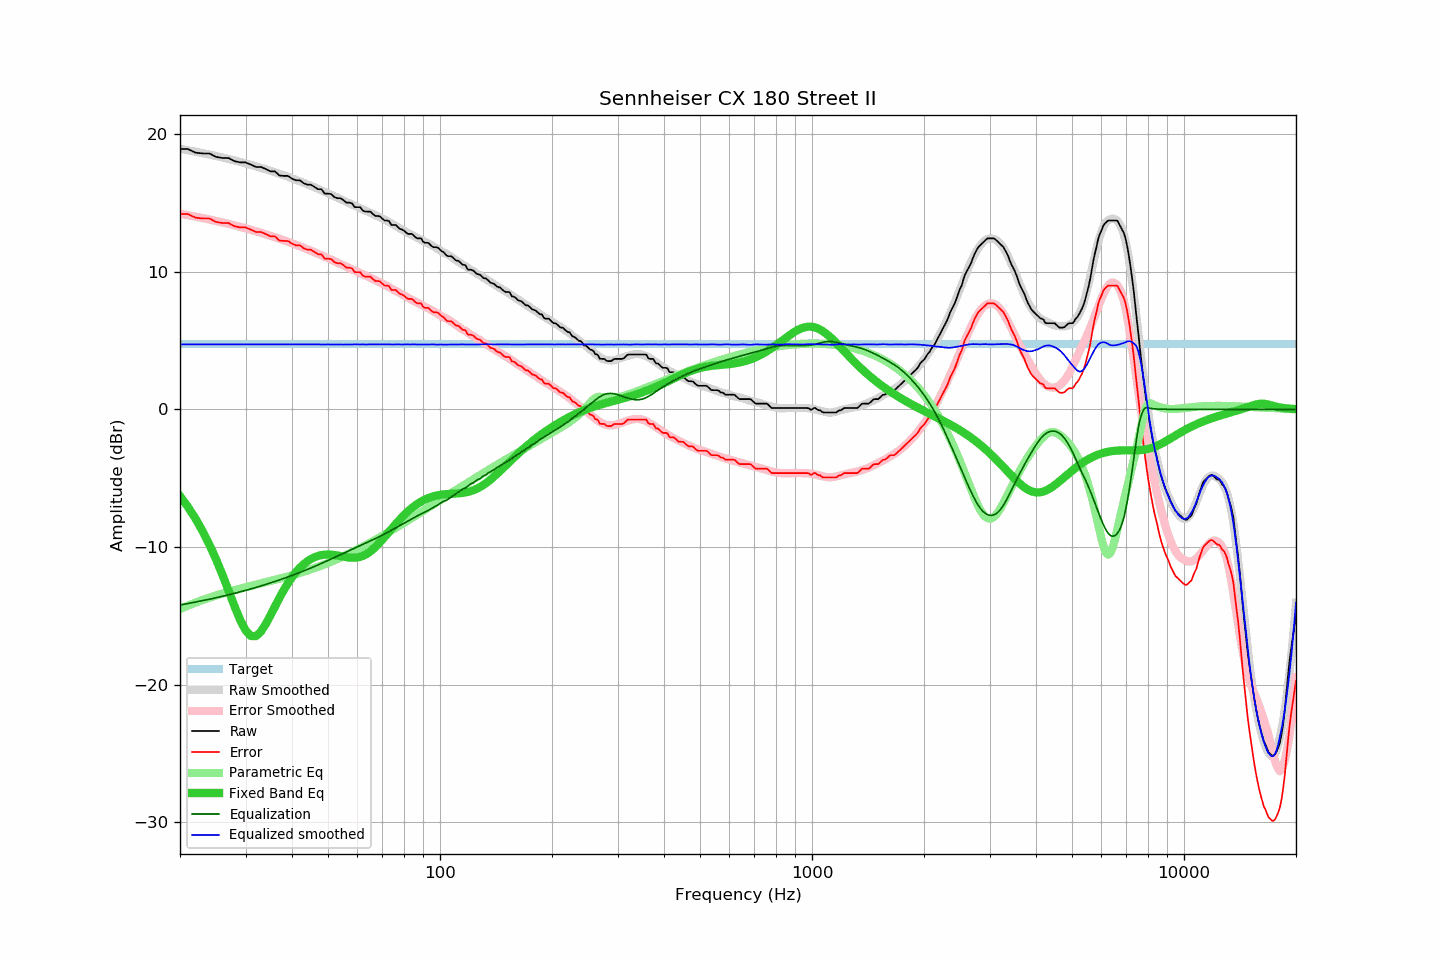 Sennheiser CX 180 Street II
20
10
0
−10
−20
−30
Amplitude (dBr)
Target
Raw Smoothed
Error Smoothed
Raw
Error
Parametric Eq
Fixed Band Eq
Equalization
Equalized smoothed
100
1000
10000
Frequency (Hz)